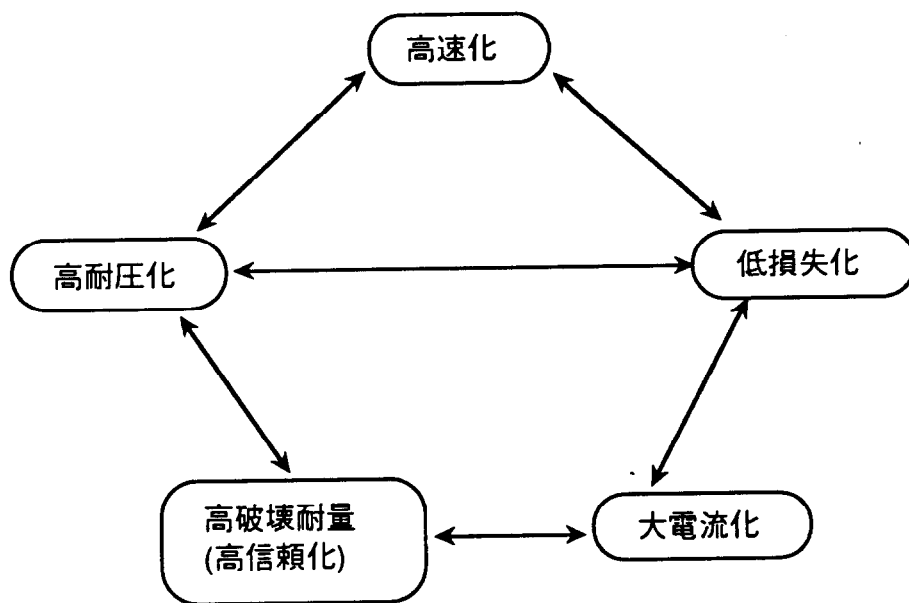 高速化
高耐圧化
低損失化
高破壊耐量
(高信頼化)
大電流化